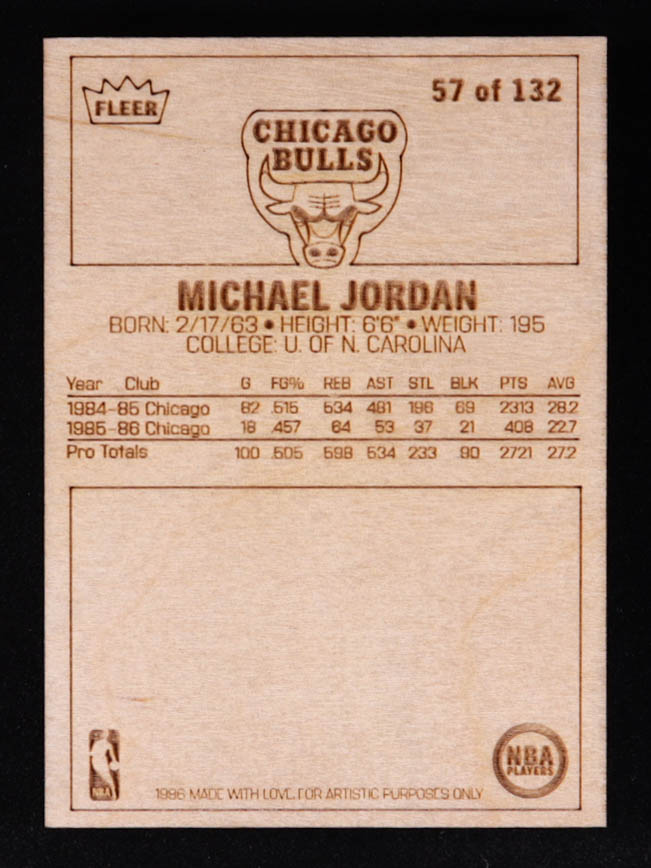 FLEER
57 of 132
CHICAGO
BULLS
MICHAEL JORDAN
BORN: 2/17/63 • HEIGHT: 6'6" • WEIGHT: 195
COLLEGE: U. OF N. CAROLINA
Year Club G FG% REB AST STL BLK PTS AVG
1984-85 Chicago 82 .515 534 481 196 69 2313 28.2
1985-86 Chicago 18 .457 64 53 37 21 408 22.7
Pro Totals 100 .505 598 534 233 90 2721 27.2
NBA
NBA
PLAYERS
1986 MADE WITH LOVE. FOR ARTISTIC PURPOSES ONLY